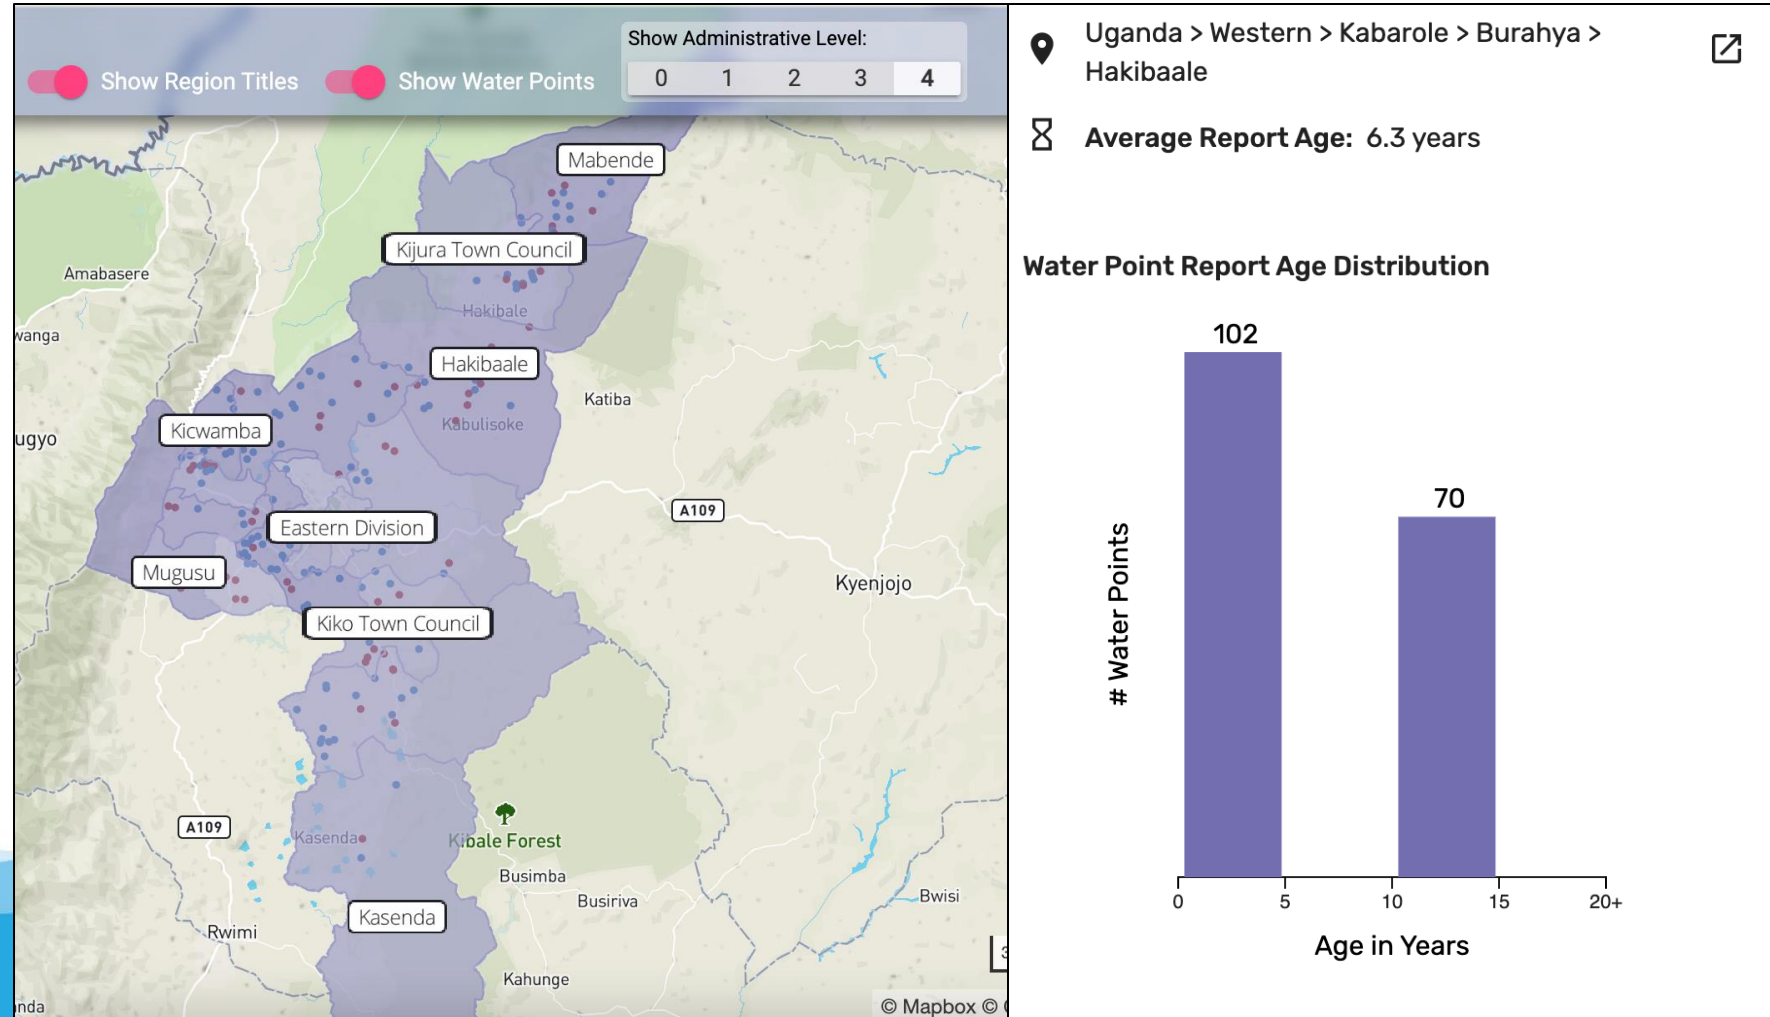 Show Administrative Level:
Show Region Titles
Show Water Points
0 1 2 3 4
Mabende
Kijura Town Council
Amabasere
Hakibale
wanga
Hakibaale
Katiba
Kabulisoke
Kicwamba
ugyo
A109
Eastern Division
Mugusu
Kyenjojo
Kiko Town Council
A109
Kasenda
Kibale Forest
Busimba
Busiriva
Bwisi
Kasenda
Rwimi
Kahunge
3
nda
© Mapbox ©
Uganda > Western > Kabarole > Burahya >
Hakibaale
Average Report Age: 6.3 years
Water Point Report Age Distribution
102
70
# Water Points
0 5 10 15 20+
Age in Years